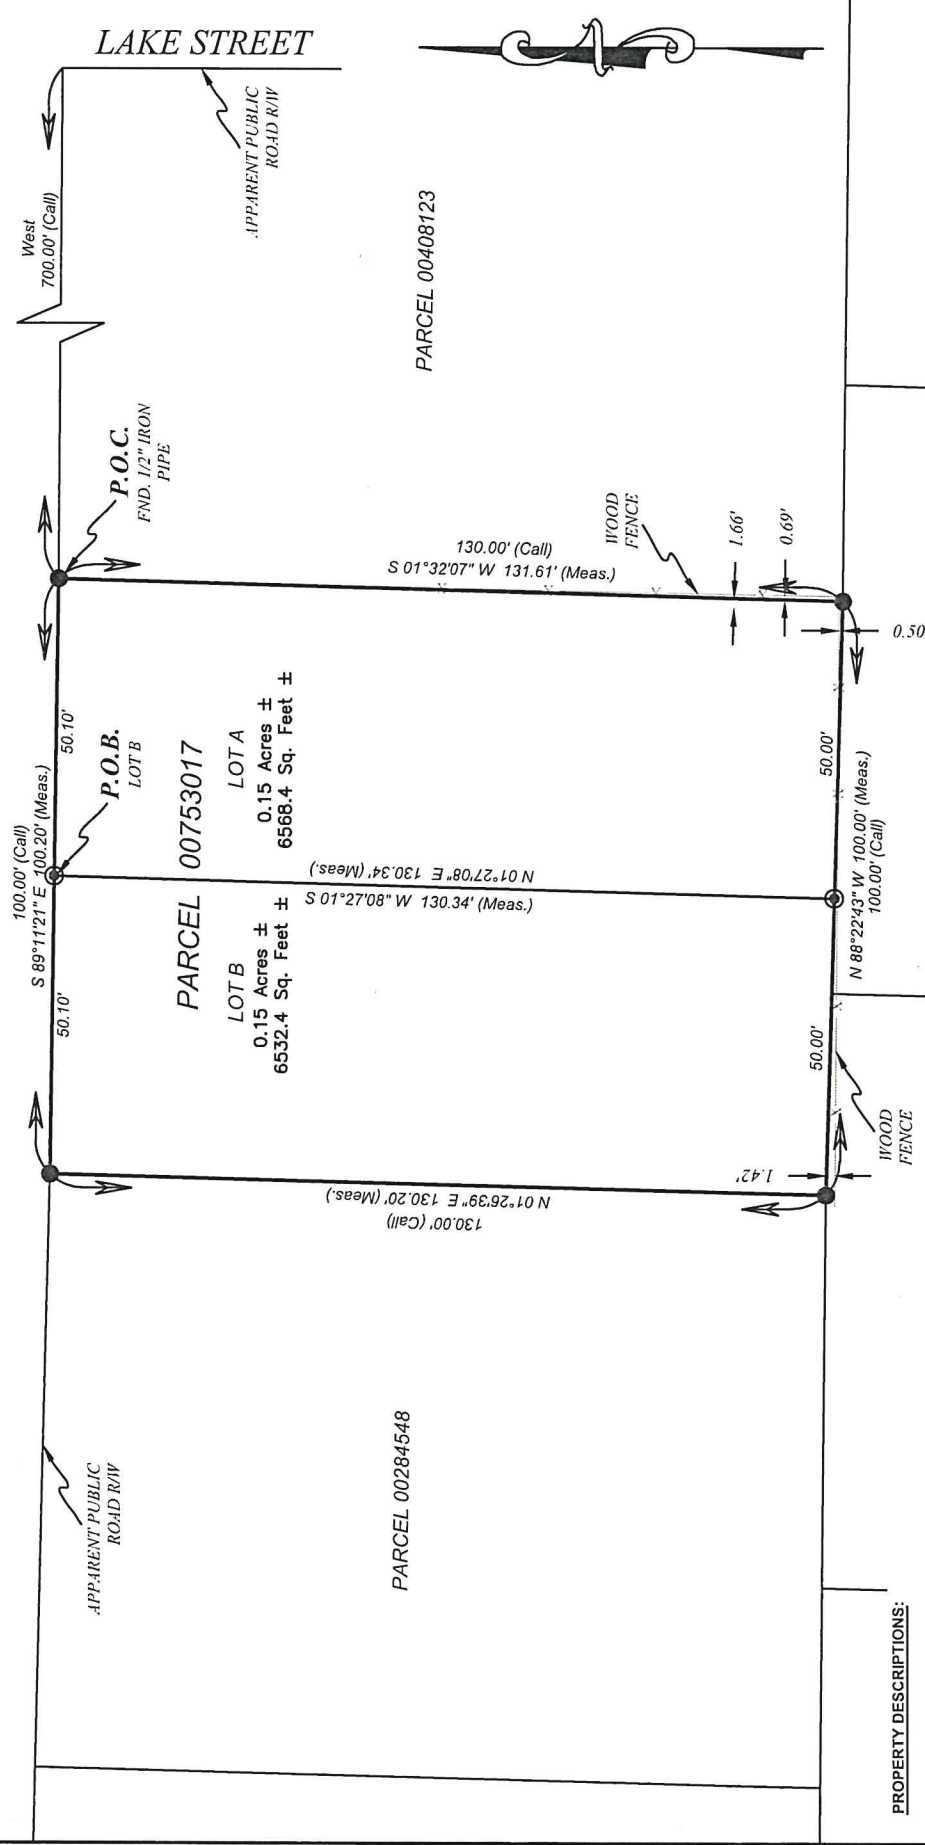 LAKE STREET
West
700.00' (Call)
APPARENT PUBLIC
ROAD R/W
PARCEL 00408123
P.O.C.
FND. 1/2" IRON
PIPE
WOOD
FENCE
1.66'
0.69'
0.50
130.00' (Call)
S 01°32'07" W 131.61' (Meas.)
100.00' (Call)
S 89°11'21" E 100.20' (Meas.)
50.10'
50.10'
P.O.B.
LOT B
PARCEL 00753017
LOT A
0.15 Acres ±
6568.4 Sq. Feet ±
N 01°27'08" E 130.34' (Meas.)
S 01°27'08" W 130.34' (Meas.)
LOT B
0.15 Acres ±
6532.4 Sq. Feet ±
50.00'
50.00'
N 88°22'43" W 100.00' (Meas.)
100.00' (Call)
WOOD
FENCE
1.42'
N 01°26'39" E 130.20' (Meas.)
130.00' (Call)
APPARENT PUBLIC
ROAD R/W
PARCEL 00284548
PROPERTY DESCRIPTIONS: